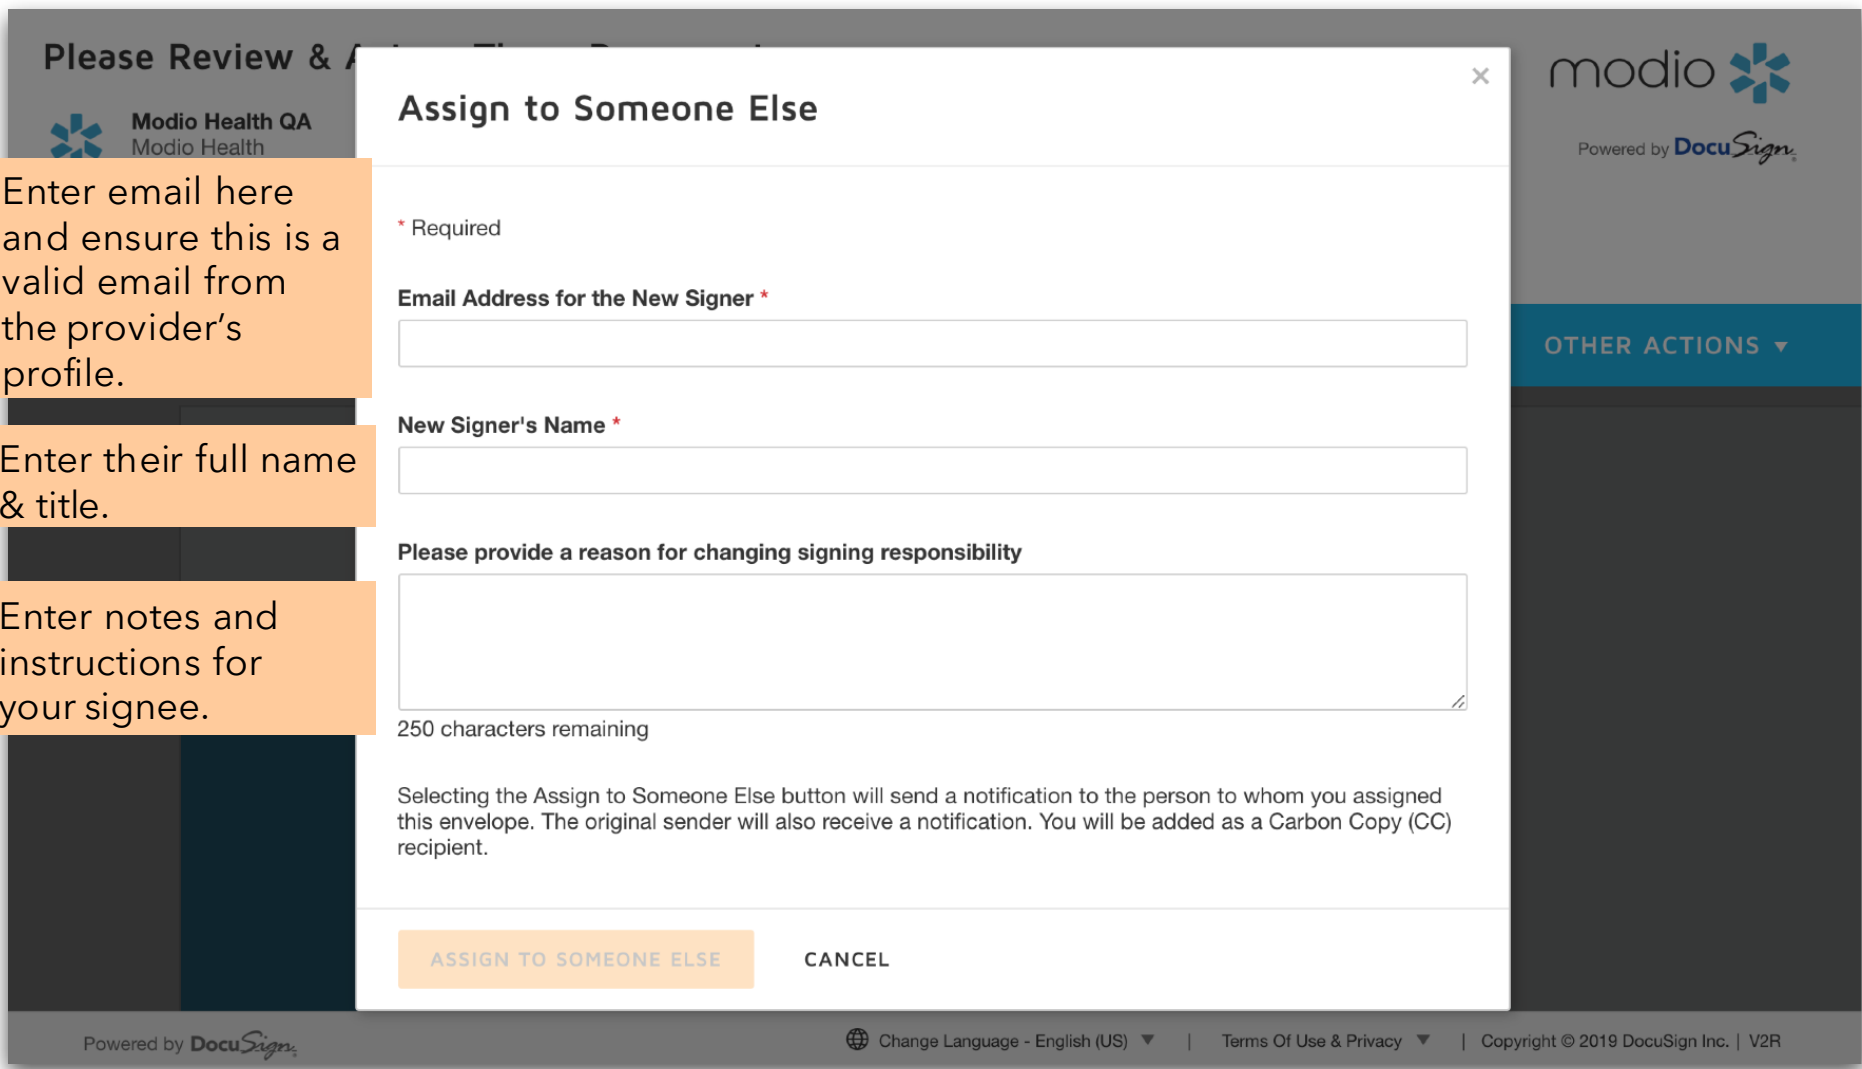 Please Review & A
modio
Modio Health QA
Modio Health
Powered by DocuSign
Assign to Someone Else
×
Enter email here
and ensure this is a
valid email from
the provider’s
profile.
* Required
Email Address for the New Signer *
OTHER ACTIONS ▼
Enter their full name
& title.
New Signer's Name *
Enter notes and
instructions for
your signee.
Please provide a reason for changing signing responsibility
250 characters remaining
Selecting the Assign to Someone Else button will send a notification to the person to whom you assigned
this envelope. The original sender will also receive a notification. You will be added as a Carbon Copy (CC)
recipient.
ASSIGN TO SOMEONE ELSE
CANCEL
Powered by DocuSign
Change Language - English (US) ▼ | Terms Of Use & Privacy ▼ | Copyright © 2019 DocuSign Inc. | V2R